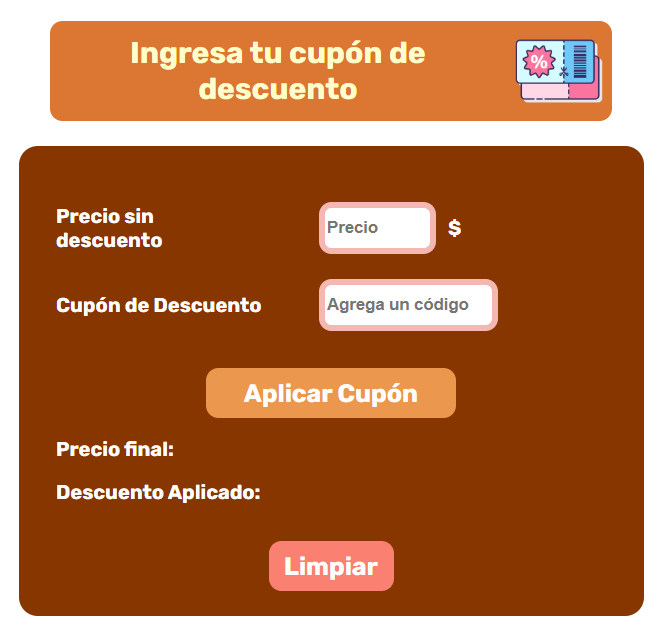 Ingresa tu cupón de
descuento
%
Precio sin
descuento
Precio
$
Cupón de Descuento
Agrega un código
Aplicar Cupón
Precio final:
Descuento Aplicado:
Limpiar